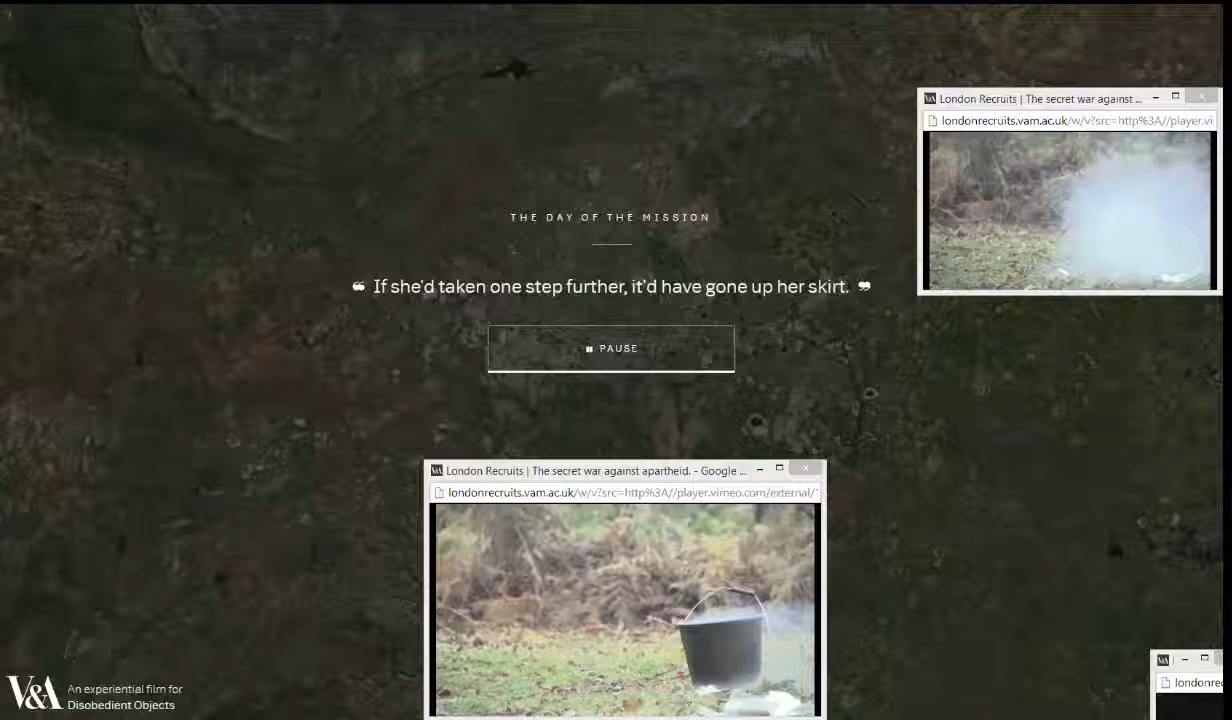 London Recruits | The secret war against ...
londonrecruits.vam.ac.uk/w/v?src=http%3A//player.vi
THE DAY OF THE MISSION
❝ If she'd taken one step further, it'd have gone up her skirt. ❞
PAUSE
London Recruits | The secret war against apartheid. - Google ...
londonrecruits.vam.ac.uk/w/v?src=http%3A//player.vimeo.com/external/
londonrec
V&A
An experiential film for
Disobedient Objects